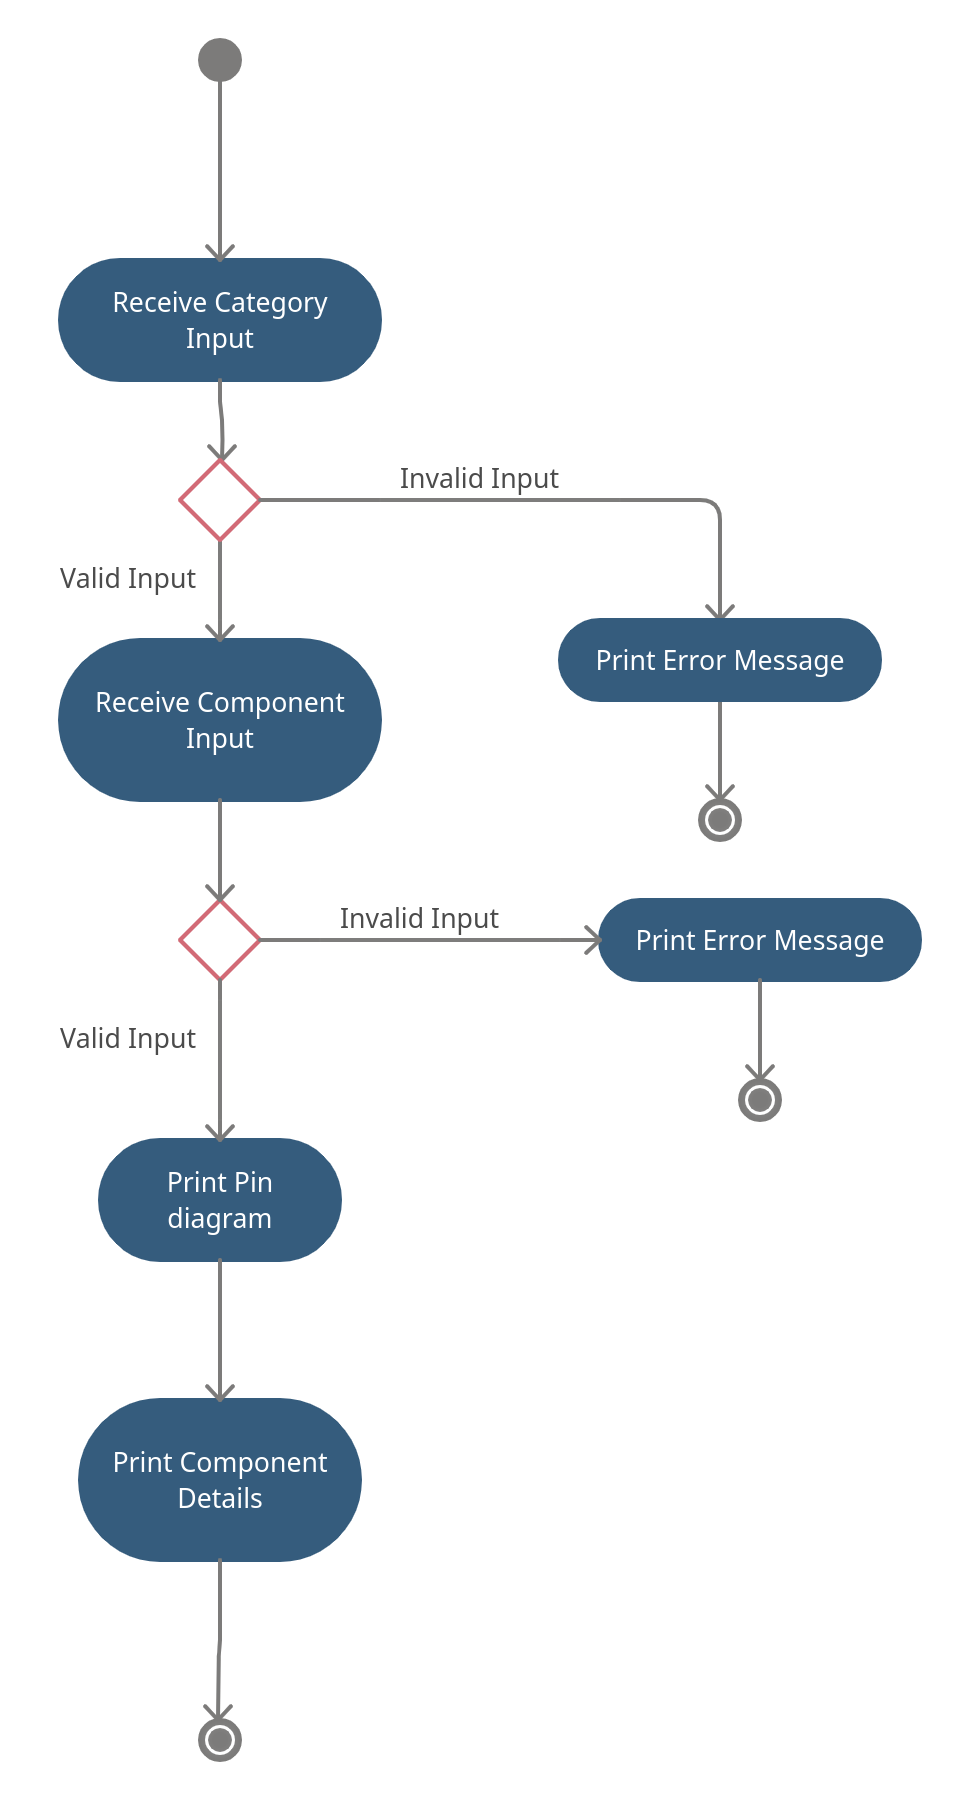 Receive Category
Input
Invalid Input
Valid Input
Print Error Message
Receive Component
Input
Invalid Input
Print Error Message
Valid Input
Print Pin
diagram
Print Component
Details